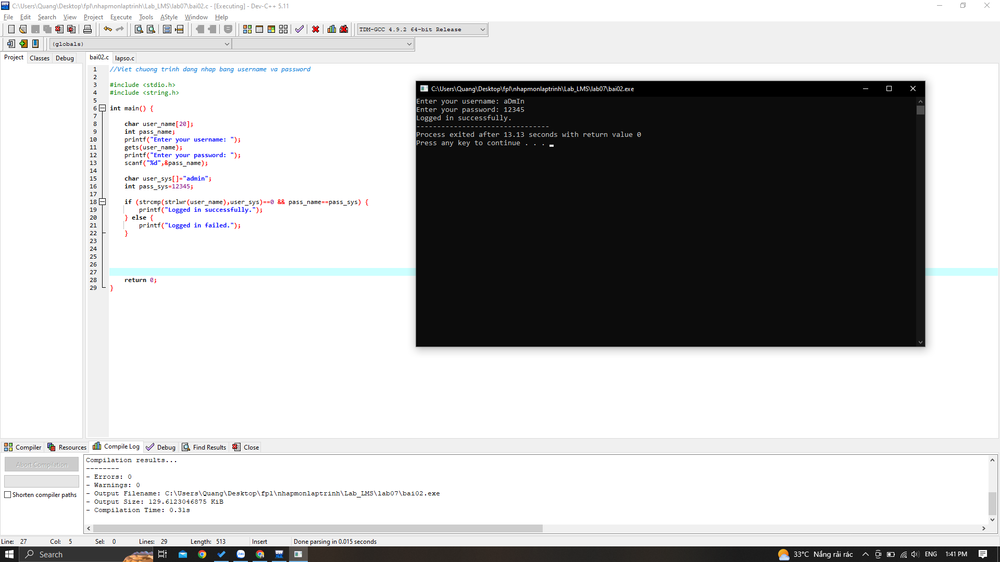 C:\Users\Quang\Desktop\fpl\nhapmonlaptrinh\Lab_LMS\lab07\bai02.c - [Executing] - Dev-C++ 5.11
File Edit Search View Project Execute Tools AStyle Window Help
TDM-GCC 4.9.2 64-bit Release
(globals)
Project Classes Debug
bai02.c lapso.c
1 //Viet chuong trinh dang nhap bang username va password
2
3 #include <stdio.h>
4 #include <string.h>
5
6 int main() {
7
8 char user_name[20];
9 int pass_name;
10 printf("Enter your username: ");
11 gets(user_name);
12 printf("Enter your password: ");
13 scanf("%d",&pass_name);
14
15 char user_sys[]="admin";
16 int pass_sys=12345;
17
18 if (strcmp(strlwr(user_name),user_sys)==0 && pass_name==pass_sys) {
19 printf("Logged in successfully.");
20 } else {
21 printf("Logged in failed.");
22 }
23
24
25
26
27
28 return 0;
29 }
C:\Users\Quang\Desktop\fpl\nhapmonlaptrinh\Lab_LMS\lab07\bai02.exe
Enter your username: aDmIn
Enter your password: 12345
Logged in successfully.
--------------------------------
Process exited after 13.13 seconds with return value 0
Press any key to continue . . .
Compiler Resources Compile Log Debug Find Results Close
Abort Compilation
Shorten compiler paths
Compilation results...
--------
- Errors: 0
- Warnings: 0
- Output Filename: C:\Users\Quang\Desktop\fpl\nhapmonlaptrinh\Lab_LMS\lab07\bai02.exe
- Output Size: 129.6123046875 KiB
- Compilation Time: 0.31s
Line: 27 Col: 5 Sel: 0 Lines: 29 Length: 513 Insert Done parsing in 0.015 seconds
Search
33°C Nắng rải rác
ENG
1:41 PM